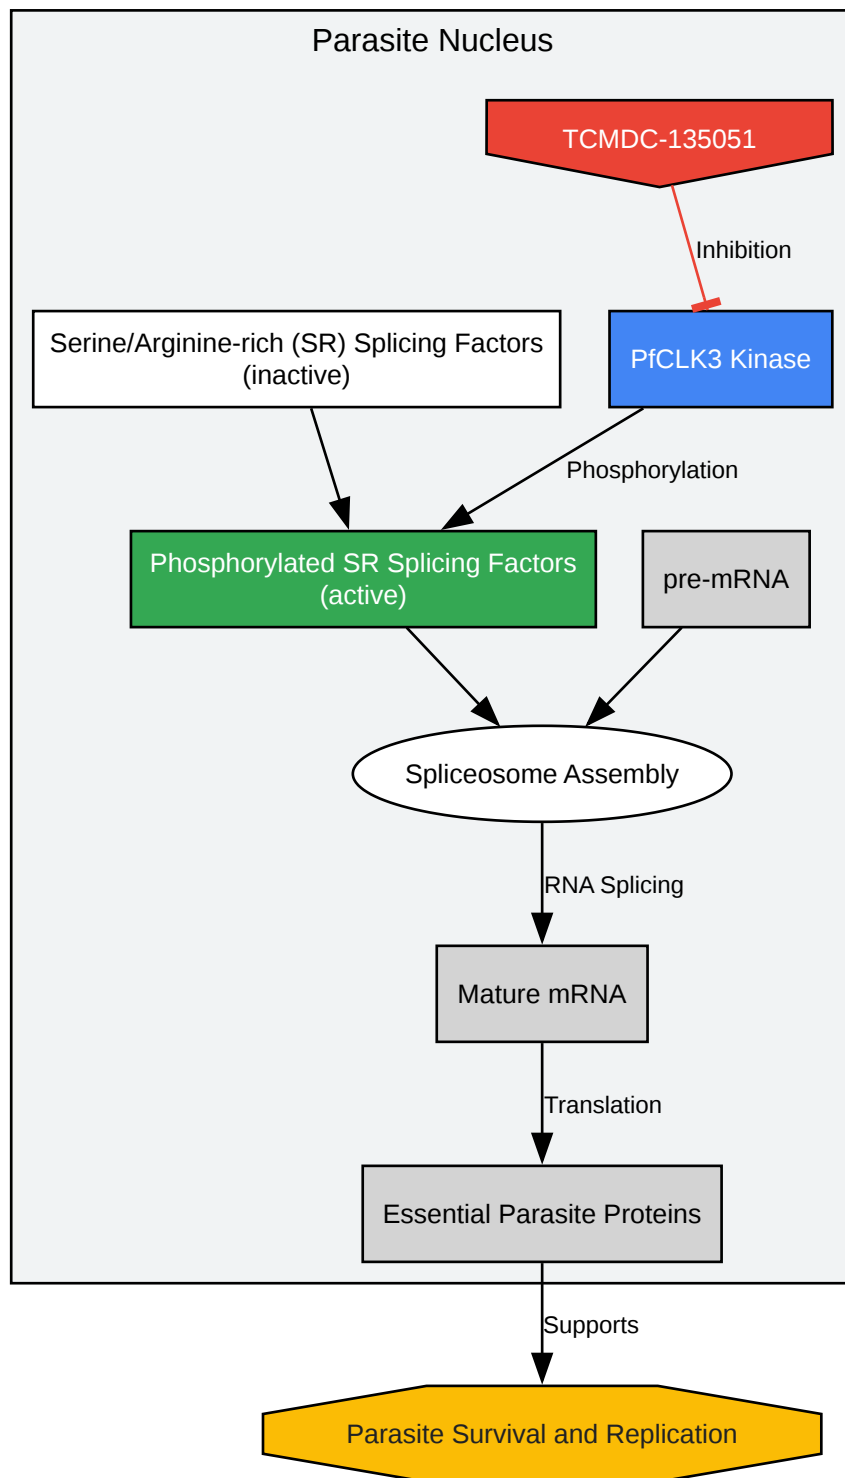 Parasite Nucleus
TCMDC-135051
Inhibition
Serine/Arginine-rich (SR) Splicing Factors
(inactive)
PfCLK3 Kinase
Phosphorylation
Phosphorylated SR Splicing Factors
(active)
pre-mRNA
Spliceosome Assembly
RNA Splicing
Mature mRNA
Translation
Essential Parasite Proteins
Supports
Parasite Survival and Replication